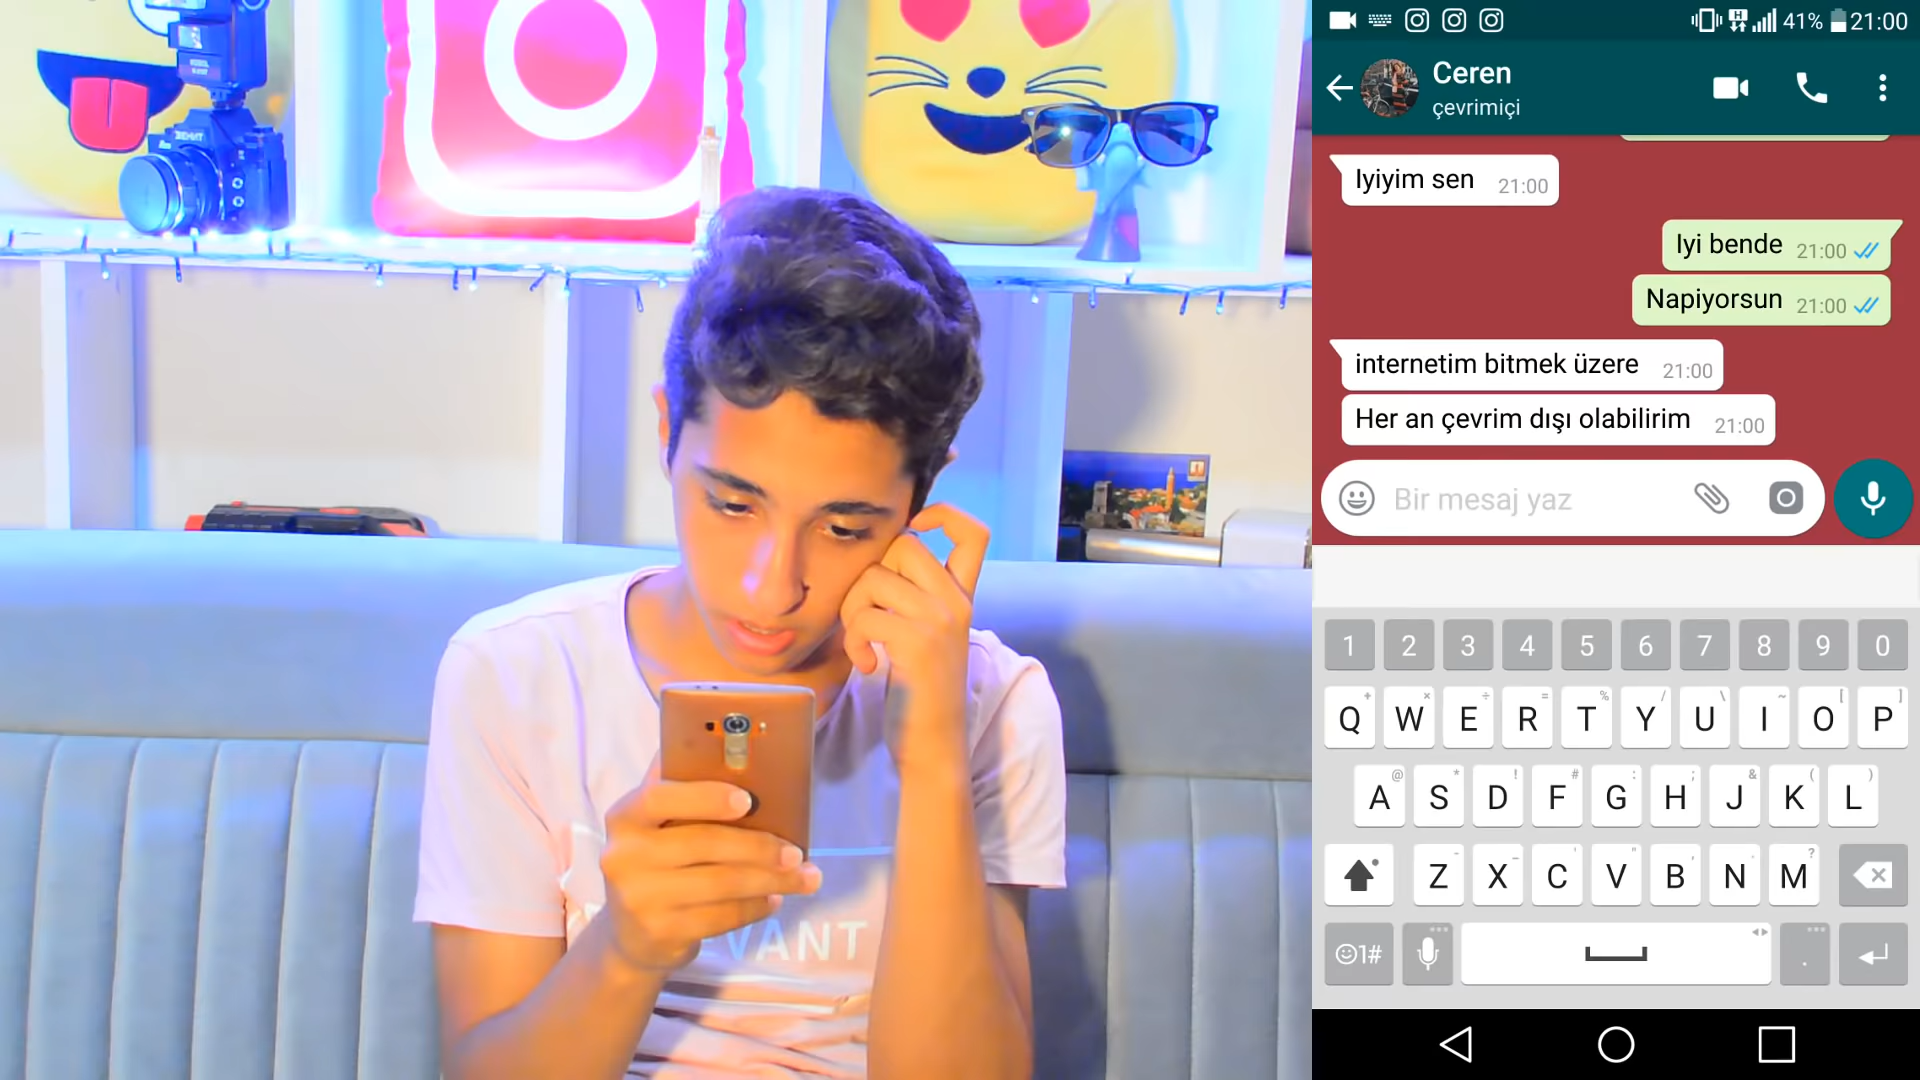 41% 21:00
Ceren
çevrimiçi
Iyiyim sen 21:00
Iyi bende 21:00
Napiyorsun 21:00
internetim bitmek üzere 21:00
Her an çevrim dışı olabilirim 21:00
Bir mesaj yaz
1 2 3 4 5 6 7 8 9 0
Q W E R T Y U I O P
A S D F G H J K L
Z X C V B N M
1#
.
ЗЕНИТ
EVANT